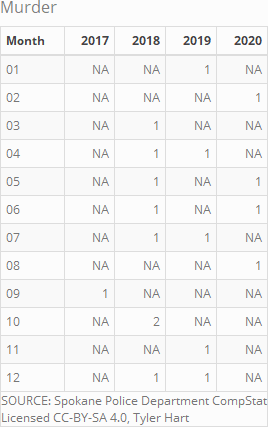 Murder
Month 2017 2018 2019 2020
01 NA NA 1 NA
02 NA NA NA 1
03 NA 1 NA NA
04 NA 1 1 NA
05 NA 1 NA 1
06 NA 1 NA 1
07 NA 1 1 NA
08 NA NA NA 1
09 1 NA NA NA
10 NA 2 NA NA
11 NA NA 1 NA
12 NA 1 1 NA
SOURCE: Spokane Police Department CompStat
Licensed CC-BY-SA 4.0, Tyler Hart